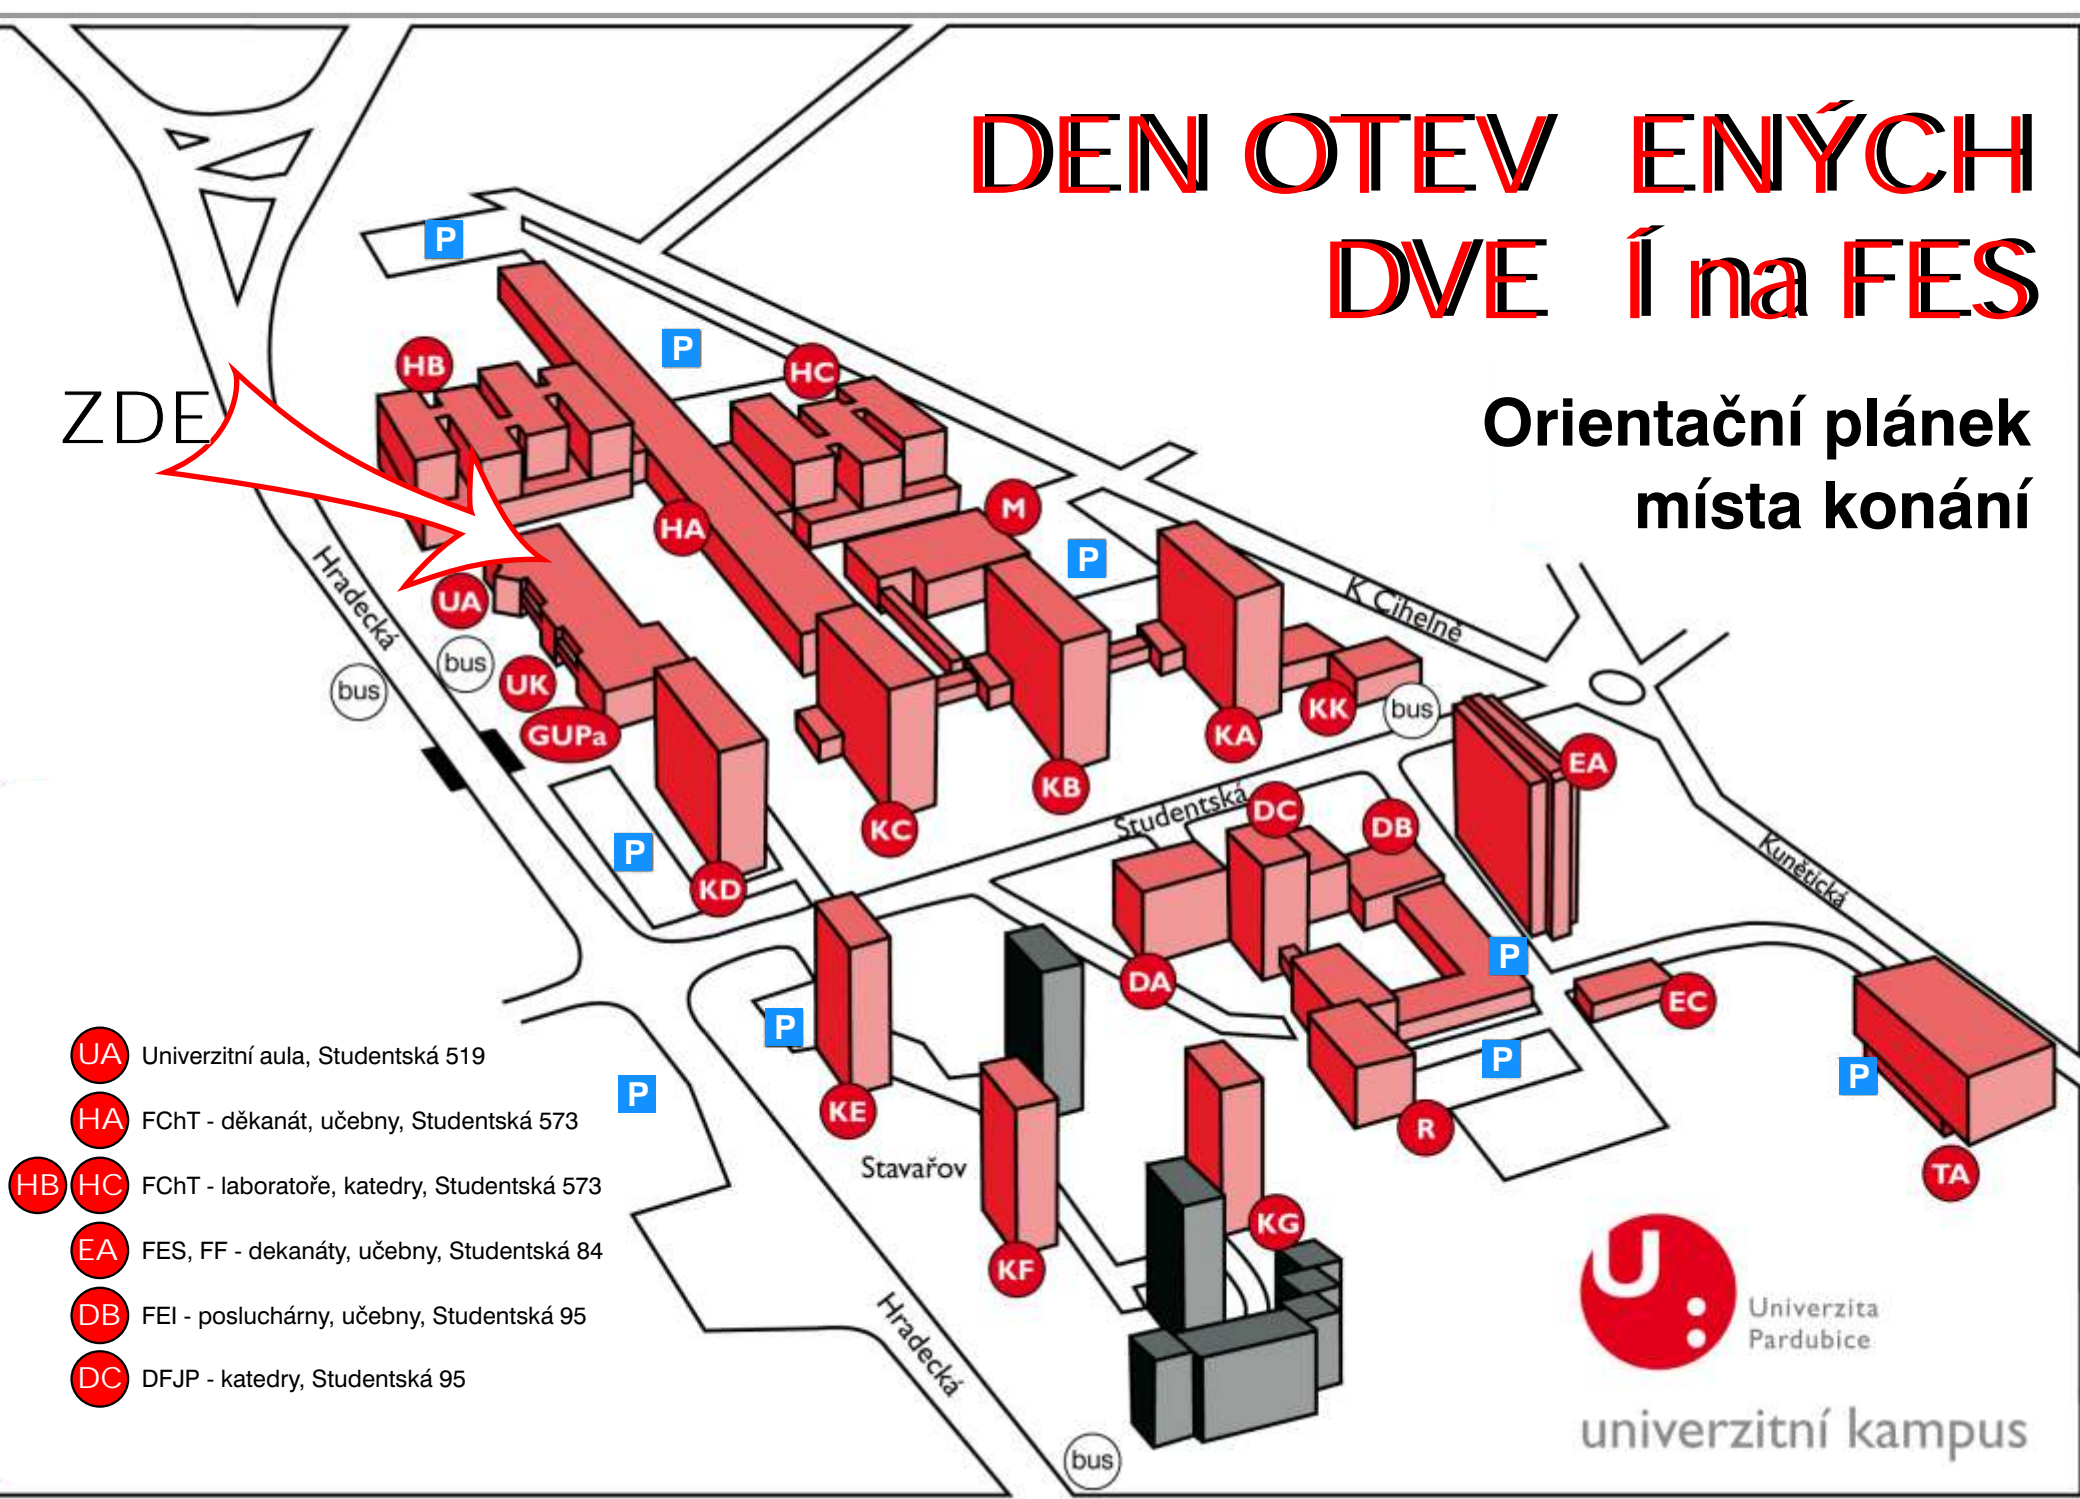 DEN OTEV ENÝCH
DVE Í na FES
Orientační plánek
místa konání
P
P
HB
HC
ZDE
HA
M
P
UA
Hradecká
K Cihelně
bus
bus
UK
GUPa
KK
bus
KA
EA
KB
Studentská
DC
DB
KC
P
KD
Kunětická
P
DA
EC
P
P
P
P
KE
R
TA
Stavařov
KG
KF
Hradecká
bus
UA Univerzitní aula, Studentská 519
HA FChT - děkanát, učebny, Studentská 573
HB HC FChT - laboratoře, katedry, Studentská 573
EA FES, FF - dekanáty, učebny, Studentská 84
DB FEI - posluchárny, učebny, Studentská 95
DC DFJP - katedry, Studentská 95
U
Univerzita
Pardubice
univerzitní kampus